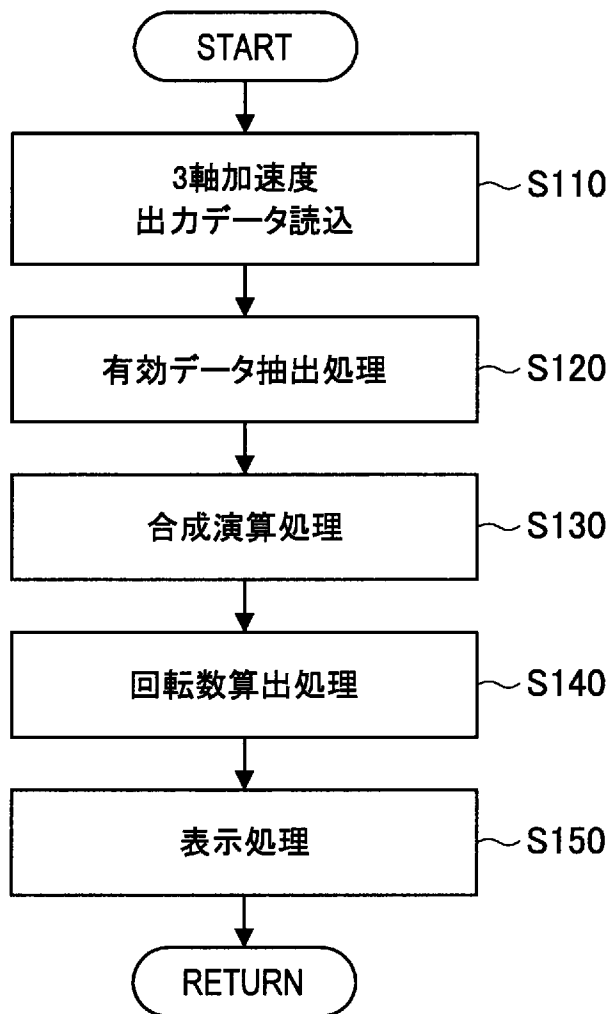 START
3軸加速度
出力データ読込
S110
有効データ抽出処理
S120
合成演算処理
S130
回転数算出処理
S140
表示処理
S150
RETURN